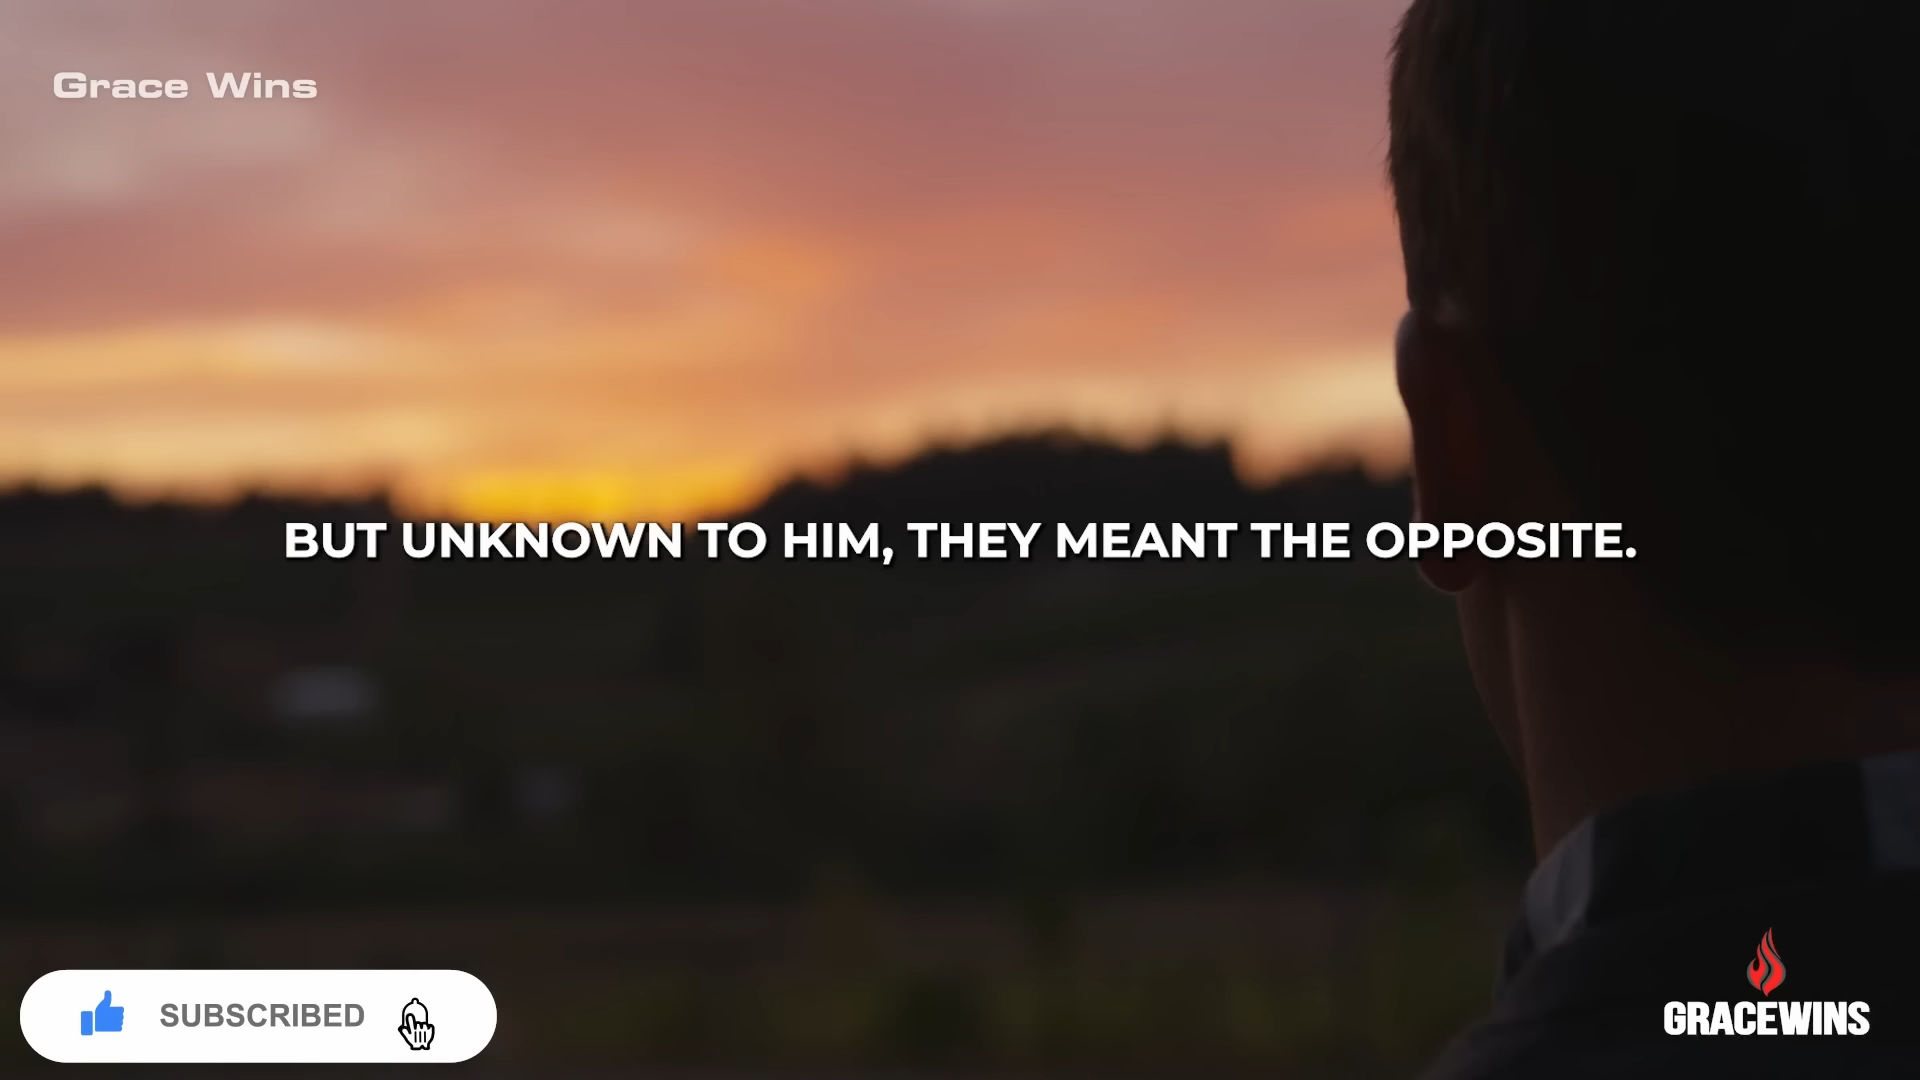 Grace Wins
BUT UNKNOWN TO HIM, THEY MEANT THE OPPOSITE.
SUBSCRIBED
GRACEWINS